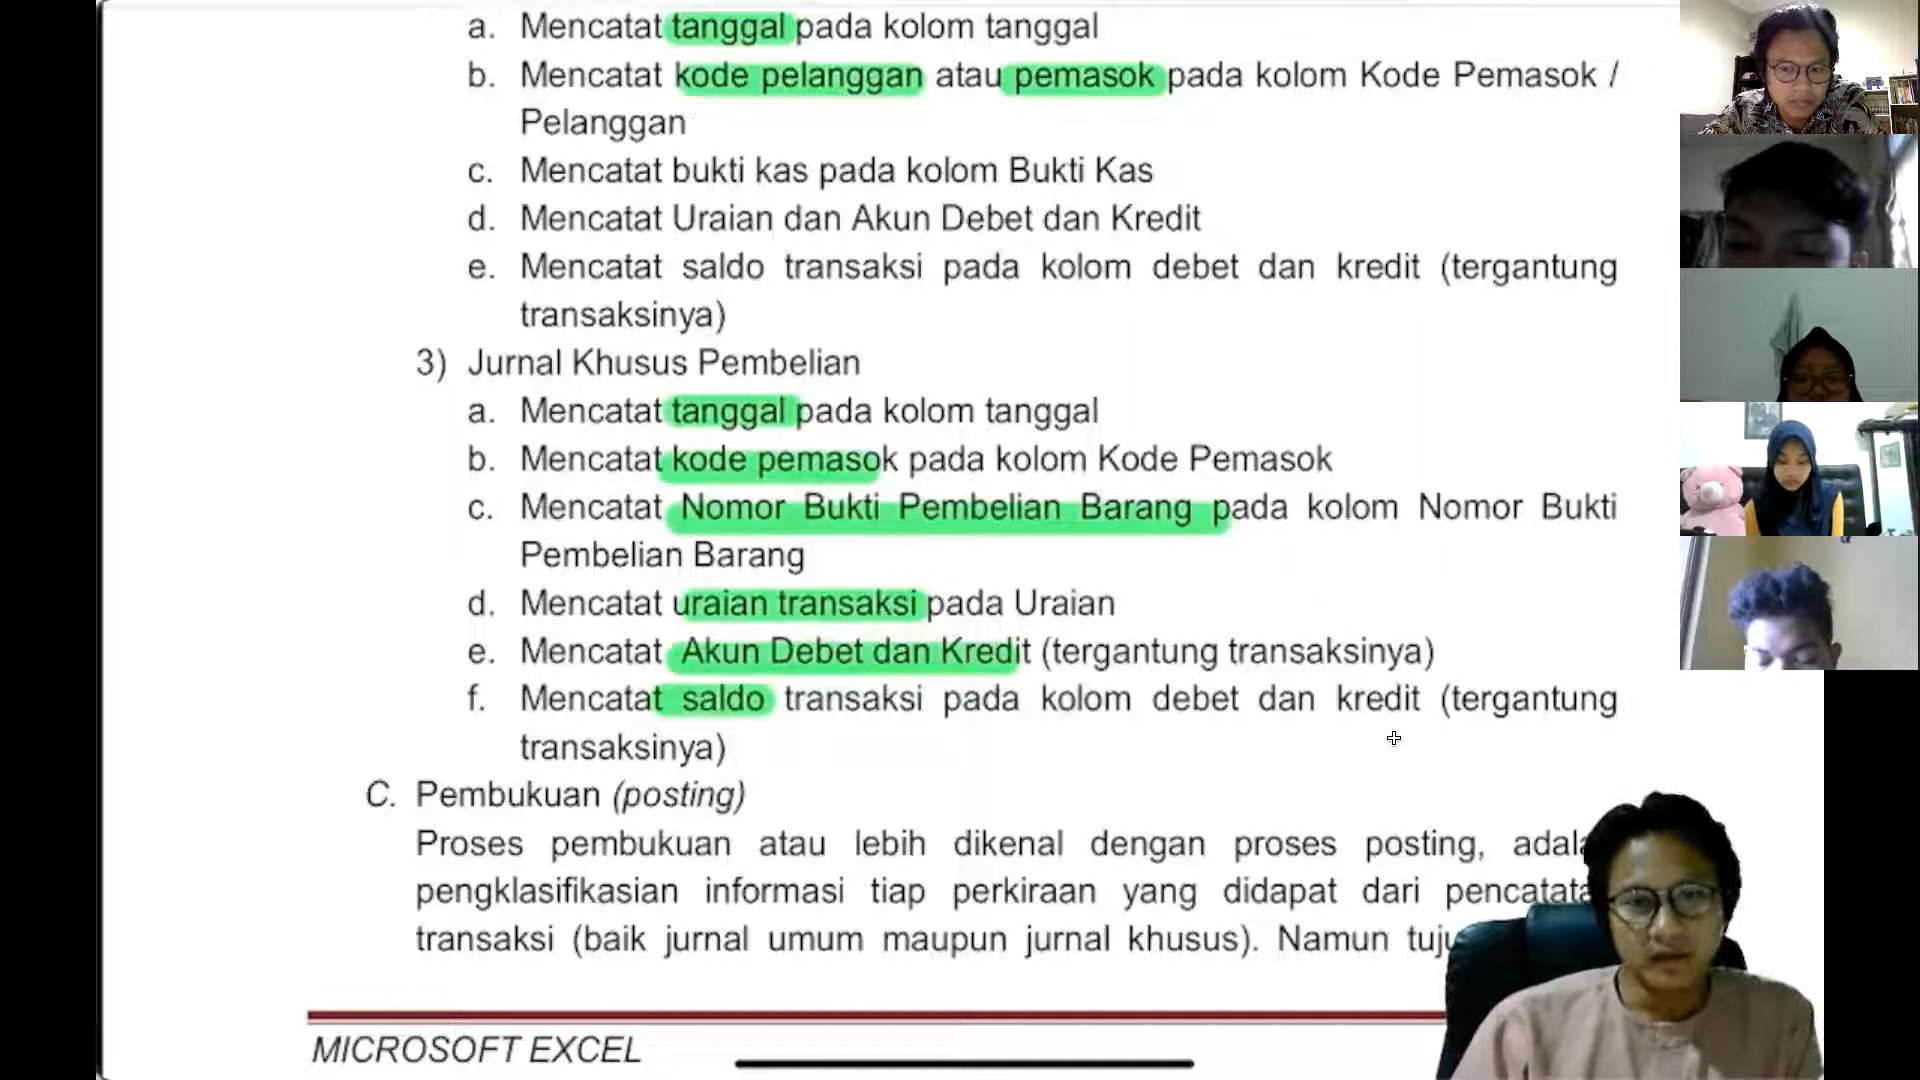 a. Mencatat tanggal pada kolom tanggal
b. Mencatat kode pelanggan atau pemasok pada kolom Kode Pemasok /
Pelanggan
c. Mencatat bukti kas pada kolom Bukti Kas
d. Mencatat Uraian dan Akun Debet dan Kredit
e. Mencatat saldo transaksi pada kolom debet dan kredit (tergantung
transaksinya)
3) Jurnal Khusus Pembelian
a. Mencatat tanggal pada kolom tanggal
b. Mencatat kode pemasok pada kolom Kode Pemasok
c. Mencatat Nomor Bukti Pembelian Barang pada kolom Nomor Bukti
Pembelian Barang
d. Mencatat uraian transaksi pada Uraian
e. Mencatat Akun Debet dan Kredit (tergantung transaksinya)
f. Mencatat saldo transaksi pada kolom debet dan kredit (tergantung
transaksinya)
C. Pembukuan (posting)
Proses pembukuan atau lebih dikenal dengan proses posting,
pengklasifikasian informasi tiap perkiraan yang didapat dari
transaksi (baik jurnal umum maupun jurnal khusus). Namun
MICROSOFT EXCEL